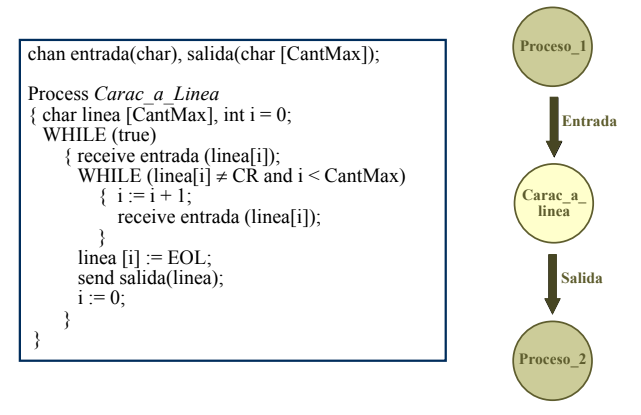 chan entrada(char), salida(char [CantMax]);
Process Carac_a_Linea
{ char linea [CantMax], int i = 0;
WHILE (true)
{ receive entrada (linea[i]);
WHILE (linea[i] ≠ CR and i < CantMax)
{ i := i + 1;
receive entrada (linea[i]);
}
linea [i] := EOL;
send salida(linea);
i := 0;
}
}
Proceso_1
Entrada
Carac_a_
linea
Salida
Proceso_2